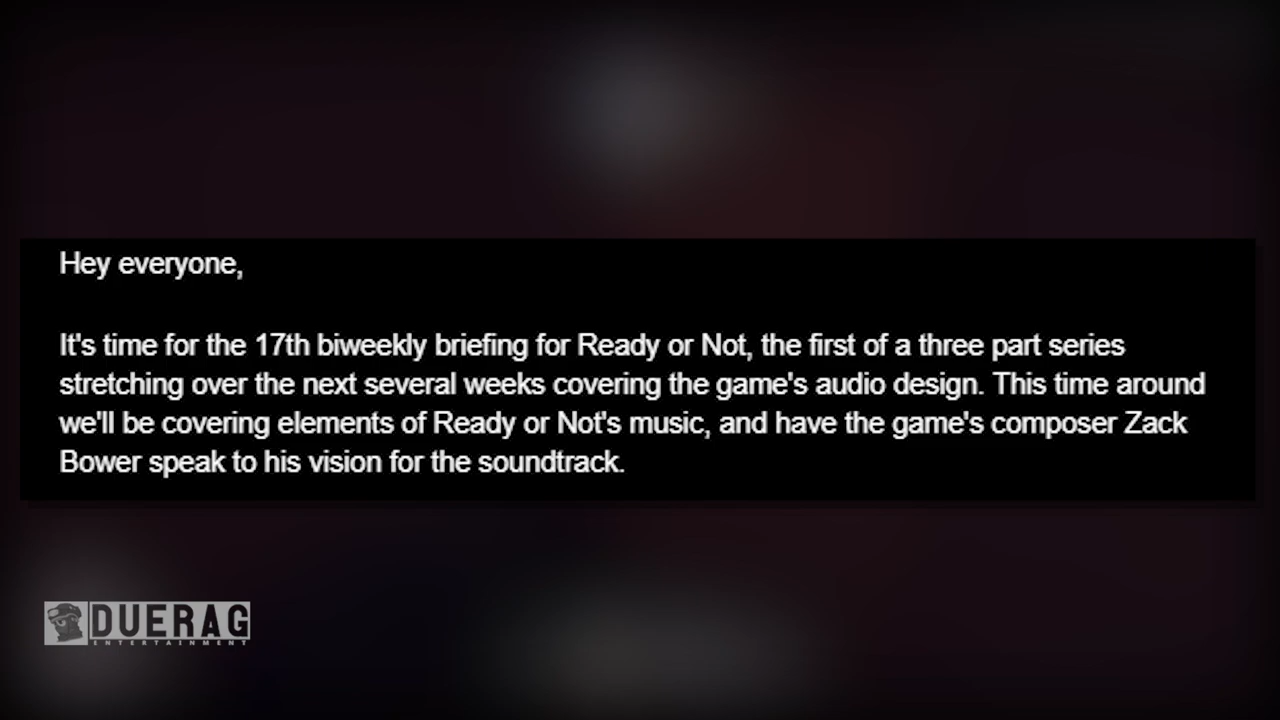 Hey everyone,
It's time for the 17th biweekly briefing for Ready or Not, the first of a three part series
stretching over the next several weeks covering the game's audio design. This time around
we'll be covering elements of Ready or Not's music, and have the game's composer Zack
Bower speak to his vision for the soundtrack.
DUERAG
ENTERTAINMENT